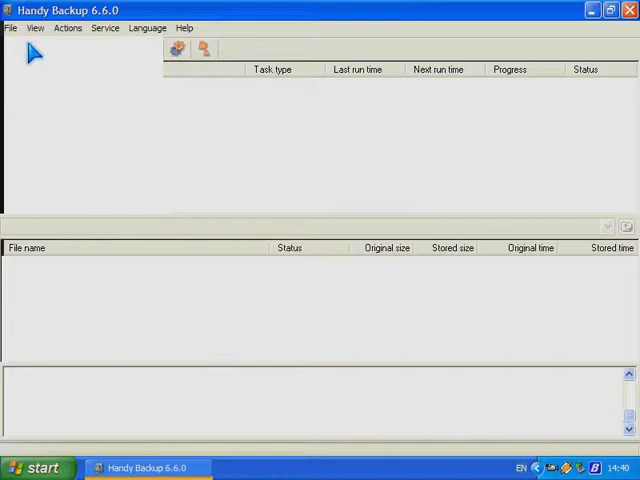 Handy Backup 6.6.0
File View Actions Service Language Help
Task type Last run time Next run time Progress Status
File name Status Original size Stored size Original time Stored time
start Handy Backup 6.6.0 EN B 14:40